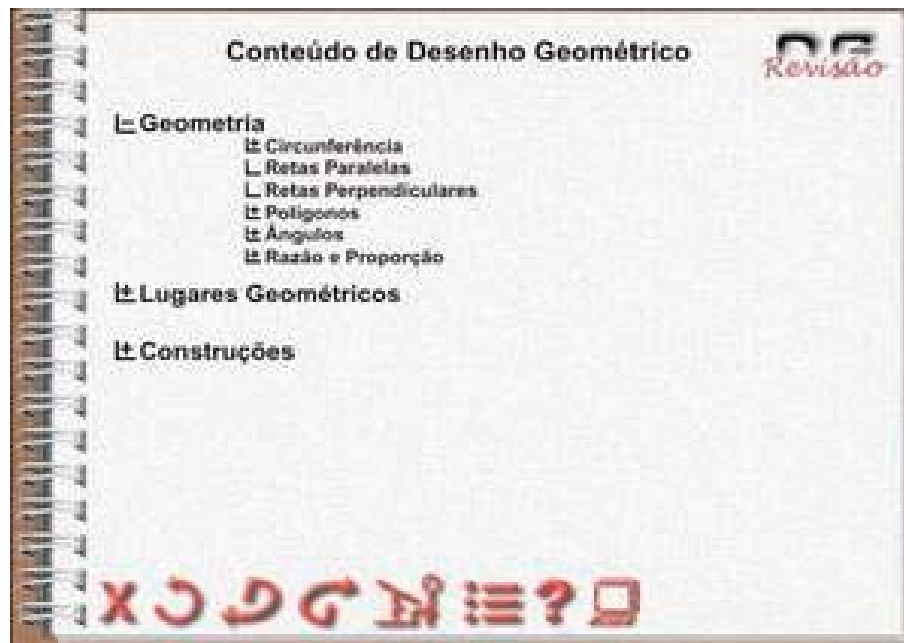 Conteúdo de Desenho Geométrico
DG
Revisão
Geometria
Circunferência
Retas Paralelas
Retas Perpendiculares
Polígonos
Ângulos
Razão e Proporção
Lugares Geométricos
Construções
X ?